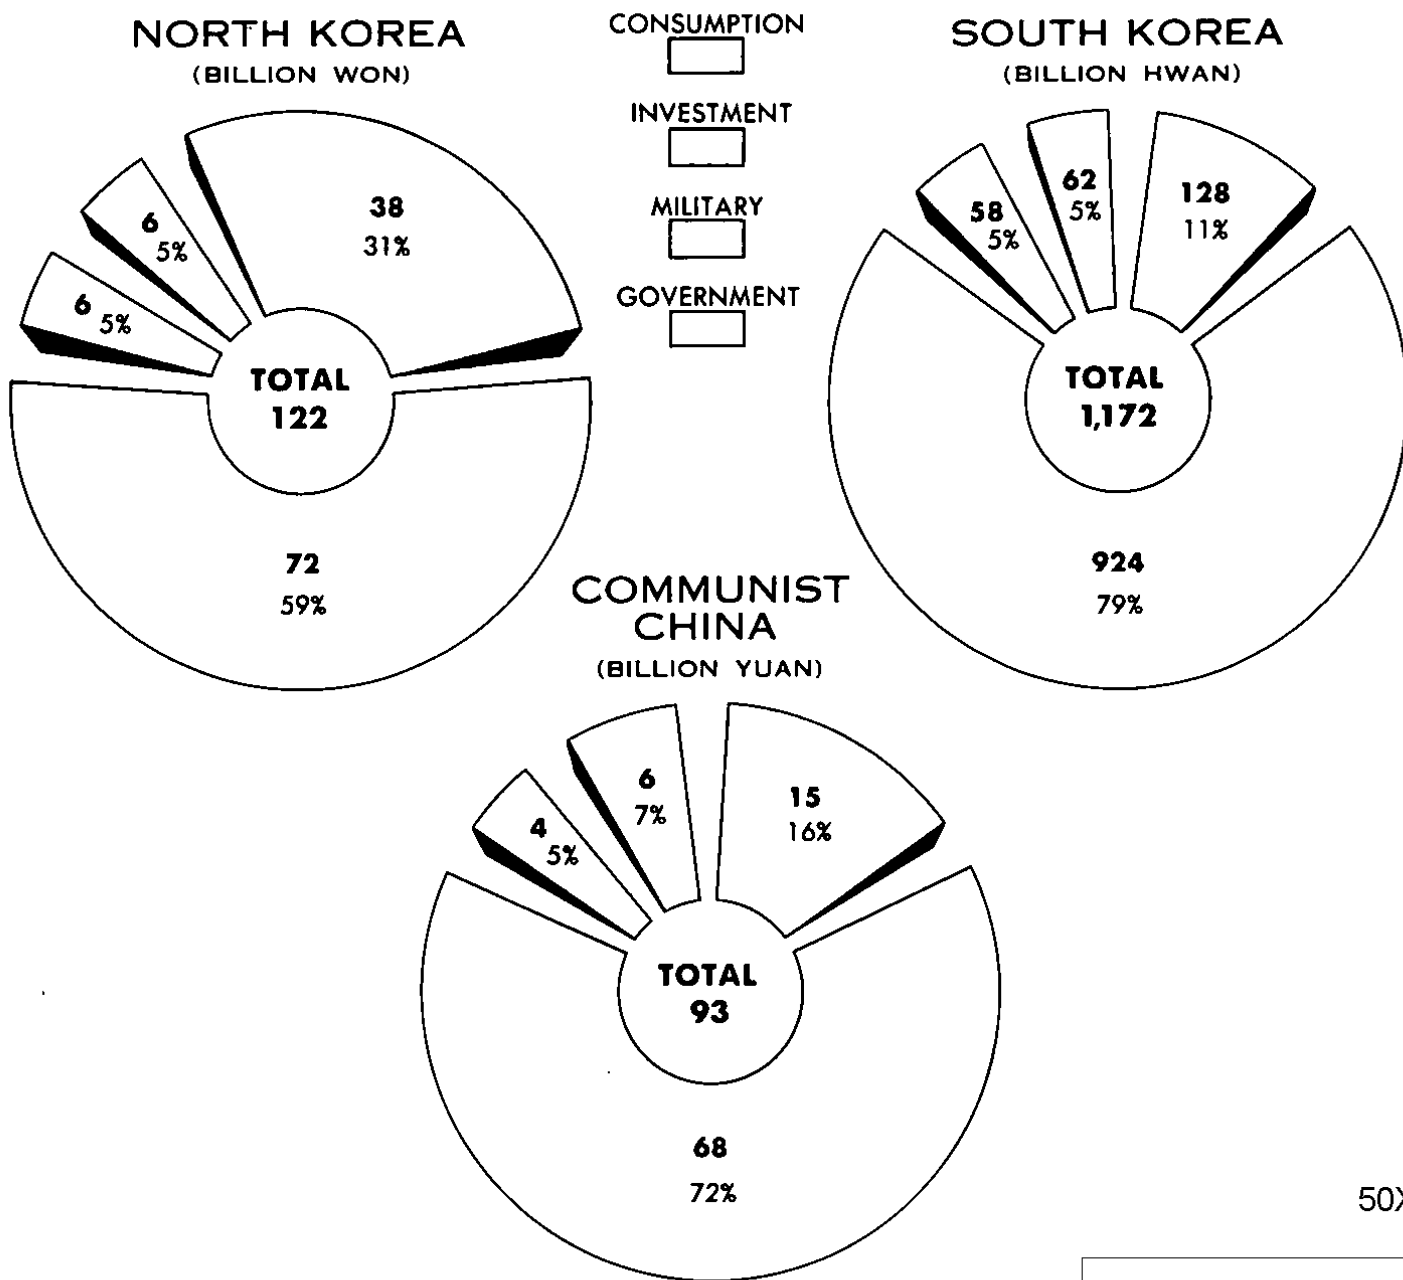 NORTH KOREA
(BILLION WON)
38
31%
6
5%
6
5%
TOTAL
122
72
59%
CONSUMPTION
INVESTMENT
MILITARY
GOVERNMENT
SOUTH KOREA
(BILLION HWAN)
62
5%
128
11%
58
5%
TOTAL
1,172
924
79%
COMMUNIST
CHINA
(BILLION YUAN)
6
7%
15
16%
4
5%
TOTAL
93
68
72%
50X